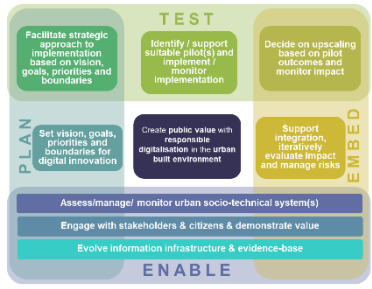 TEST
Facilitate strategic
approach to
implementation
based on vision,
goals, priorities and
boundaries
Identify / support
suitable pilot(s) and
implement /
monitor
implementation
Decide on upscaling
based on pilot
outcomes and
monitor impact
PLAN
Set vision, goals,
priorities and
boundaries for
digital innovation
Create public value with
responsible
digitalisation in the urban
built environment
Support
integration,
iteratively
evaluate impact
and manage risks
EMBED
Assess/manage/ monitor urban socio-technical system(s)
Engage with stakeholders & citizens & demonstrate value
Evolve information infrastructure & evidence-base
ENABLE